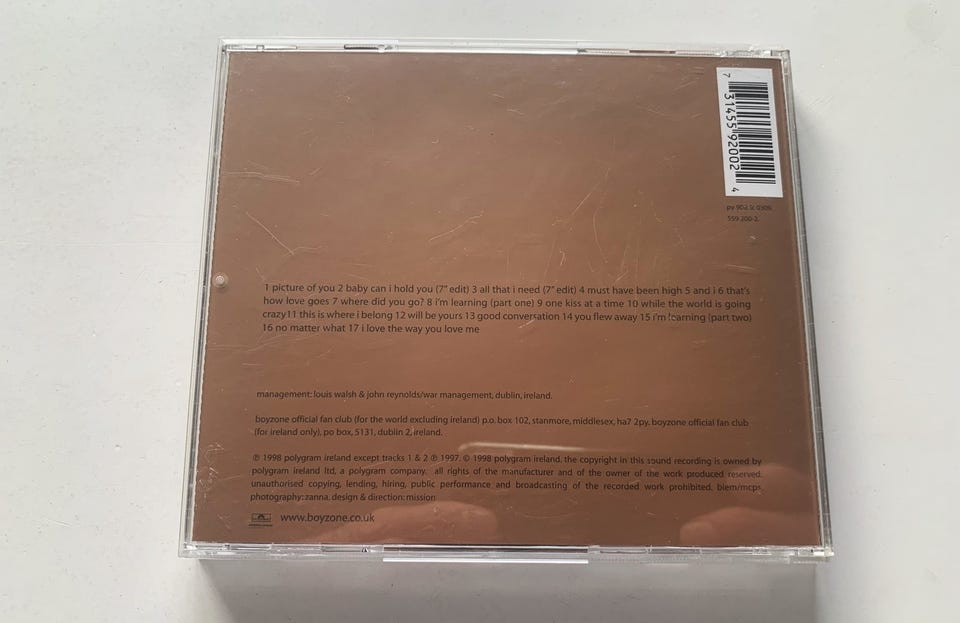 7 31455 92002 4
py 902 lc 0309
559 200-2
1 picture of you 2 baby can i hold you (7" edit) 3 all that i need (7" edit) 4 must have been high 5 and i 6 that's
how love goes 7 where did you go? 8 i'm learning (part one) 9 one kiss at a time 10 while the world is going
crazy11 this is where i belong 12 will be yours 13 good conversation 14 you flew away 15 i'm learning (part two)
16 no matter what 17 i love the way you love me
management: louis walsh & john reynolds/war management, dublin, ireland.
boyzone official fan club (for the world excluding ireland) p.o. box 102, stanmore, middlesex, ha7 2py. boyzone official fan club
(for ireland only), po box, 5131, dublin 2, ireland.
℗ 1998 polygram ireland except tracks 1 & 2 ℗ 1997. © 1998 polygram ireland. the copyright in this sound recording is owned by
polygram ireland ltd, a polygram company. all rights of the manufacturer and of the owner of the work produced reserved.
unauthorised copying, lending, hiring, public performance and broadcasting of the recorded work prohibited. biem/mcps.
photography: zanna. design & direction: mission
www.boyzone.co.uk